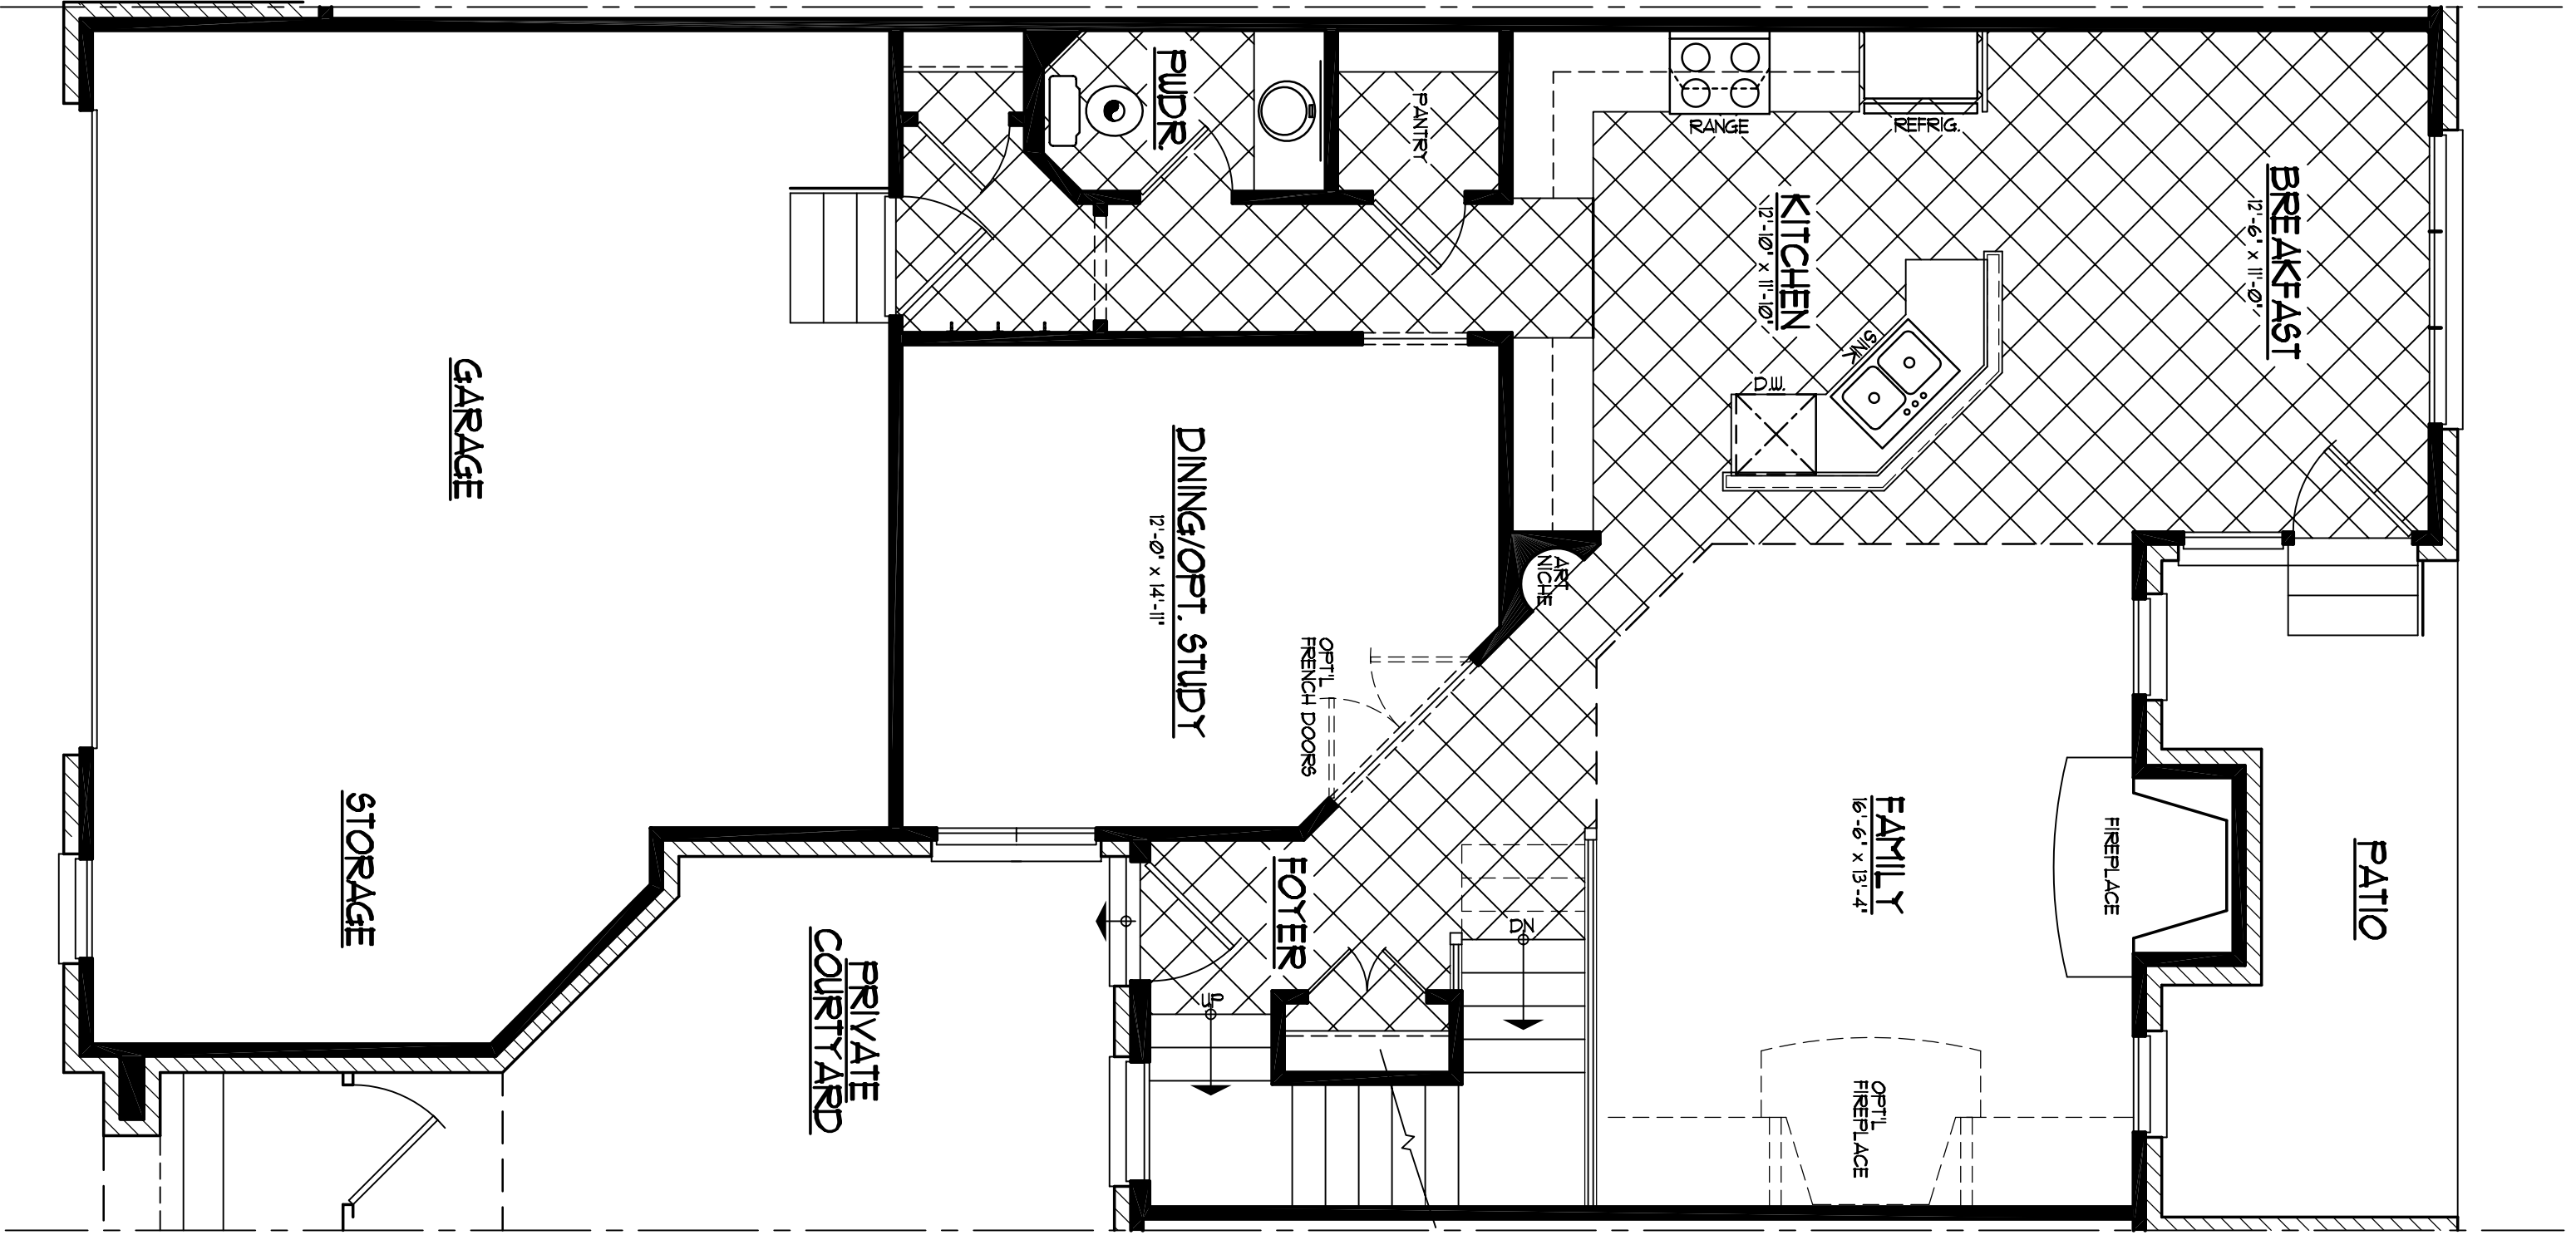 GARAGE
STORAGE
PWDR.
PANTRY
RANGE
REFRIG.
KITCHEN
12'-10" x 11'-10"
BREAKFAST
12'-6" x 11'-0"
SINK
D.W.
DINING/OPT. STUDY
12'-0" x 14'-11"
ART
NICHE
OPT'L
FRENCH DOORS
FOYER
UP
DN
FAMILY
16'-6" x 13'-4"
FIREPLACE
OPT'L
FIREPLACE
PATIO
PRIVATE
COURTYARD